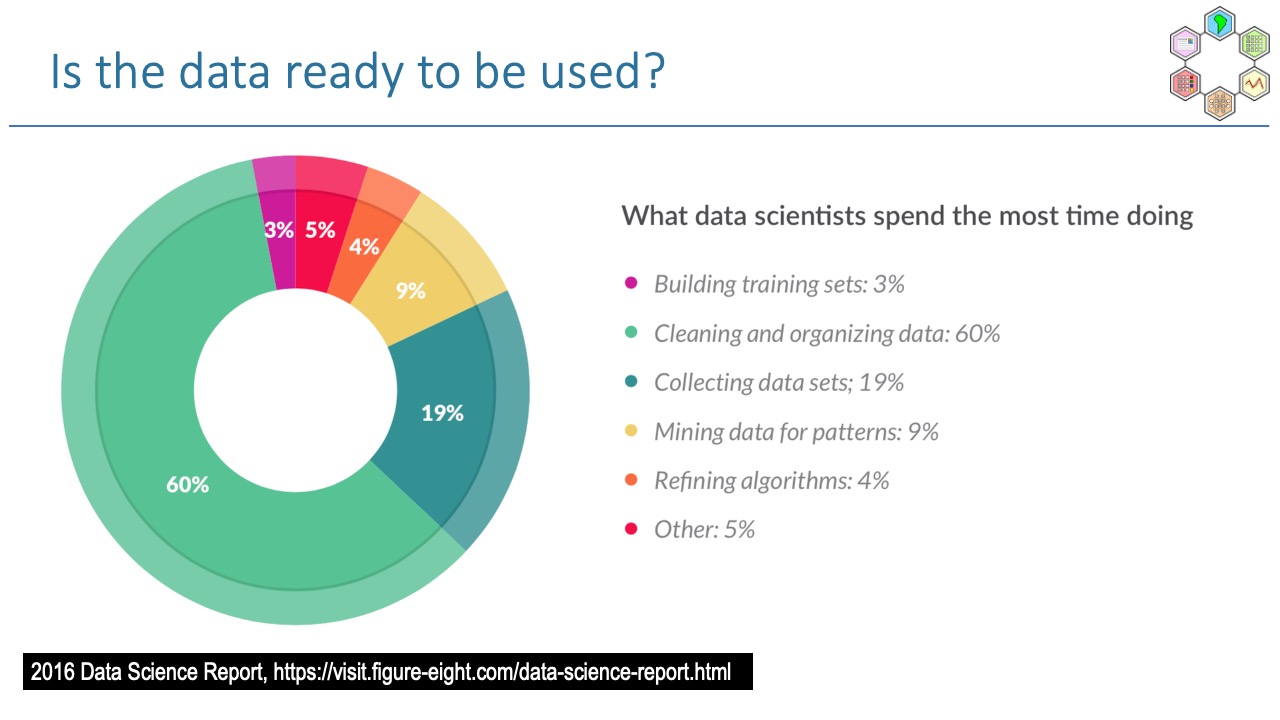 Is the data ready to be used?
3%
5%
4%
9%
19%
60%
What data scientists spend the most time doing
Building training sets: 3%
Cleaning and organizing data: 60%
Collecting data sets; 19%
Mining data for patterns: 9%
Refining algorithms: 4%
Other: 5%
2016 Data Science Report, https://visit.figure-eight.com/data-science-report.html